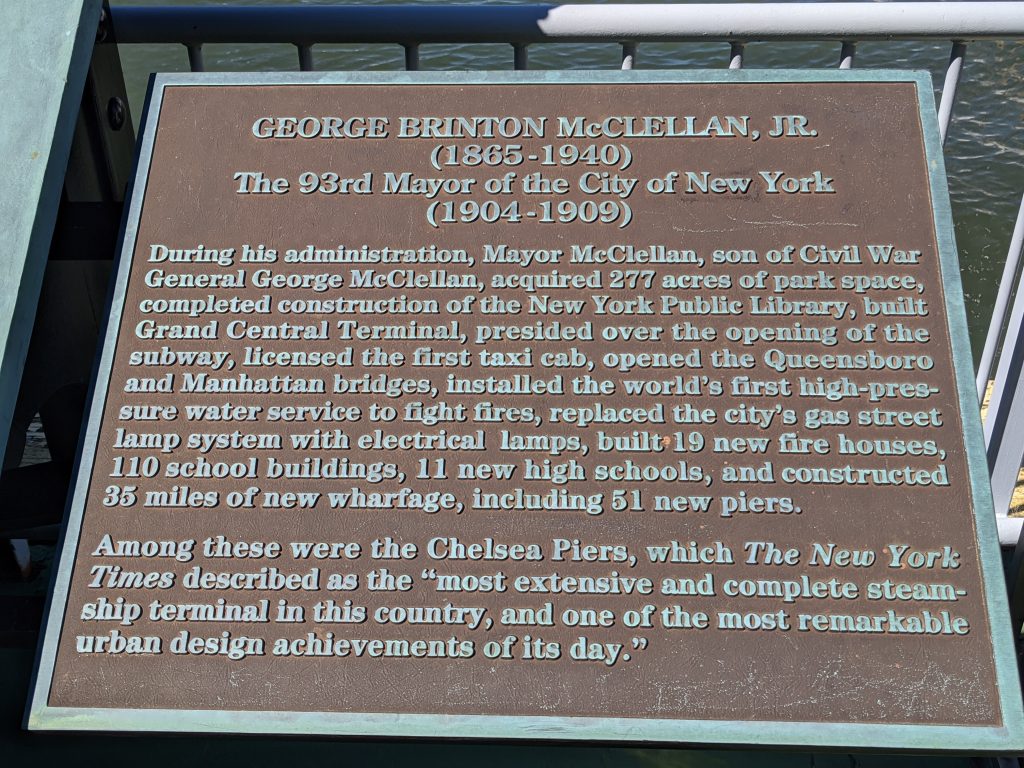 GEORGE BRINTON McCLELLAN, JR.
(1865-1940)
The 93rd Mayor of the City of New York
(1904-1909)
During his administration, Mayor McClellan, son of Civil War
General George McClellan, acquired 277 acres of park space,
completed construction of the New York Public Library, built
Grand Central Terminal, presided over the opening of the
subway, licensed the first taxi cab, opened the Queensboro
and Manhattan bridges, installed the world's first high-pres-
sure water service to fight fires, replaced the city's gas street
lamp system with electrical lamps, built 19 new fire houses,
110 school buildings, 11 new high schools, and constructed
35 miles of new wharfage, including 51 new piers.
Among these were the Chelsea Piers, which The New York
Times described as the “most extensive and complete steam-
ship terminal in this country, and one of the most remarkable
urban design achievements of its day.”